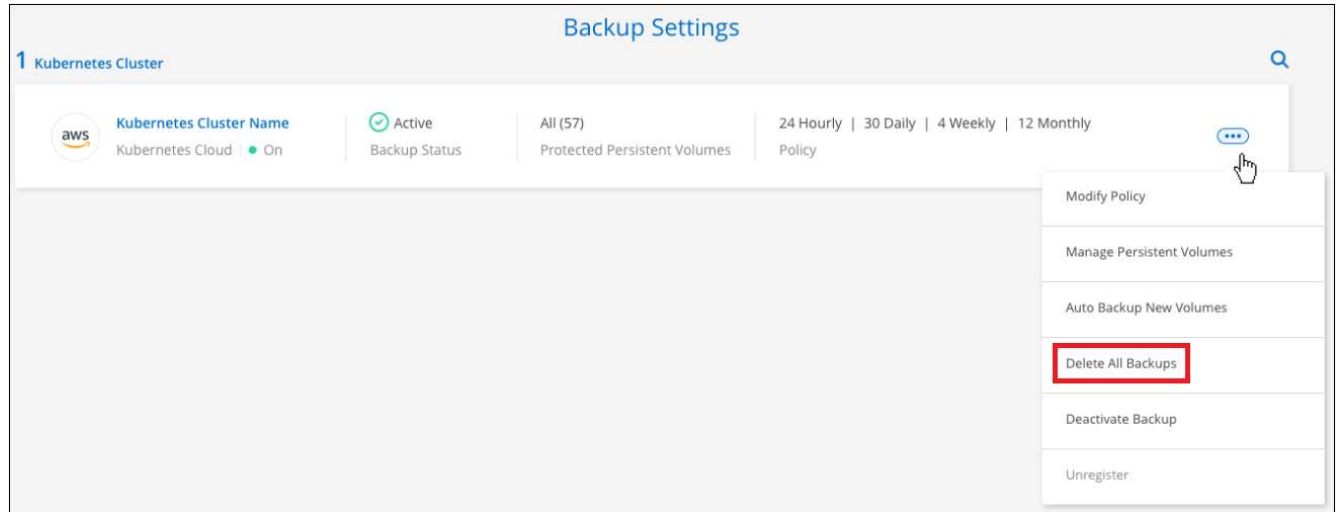 Backup Settings
1 Kubernetes Cluster
aws
Kubernetes Cluster Name
Kubernetes Cloud | On
Active
Backup Status
All (57)
Protected Persistent Volumes
24 Hourly | 30 Daily | 4 Weekly | 12 Monthly
Policy
Modify Policy
Manage Persistent Volumes
Auto Backup New Volumes
Delete All Backups
Deactivate Backup
Unregister